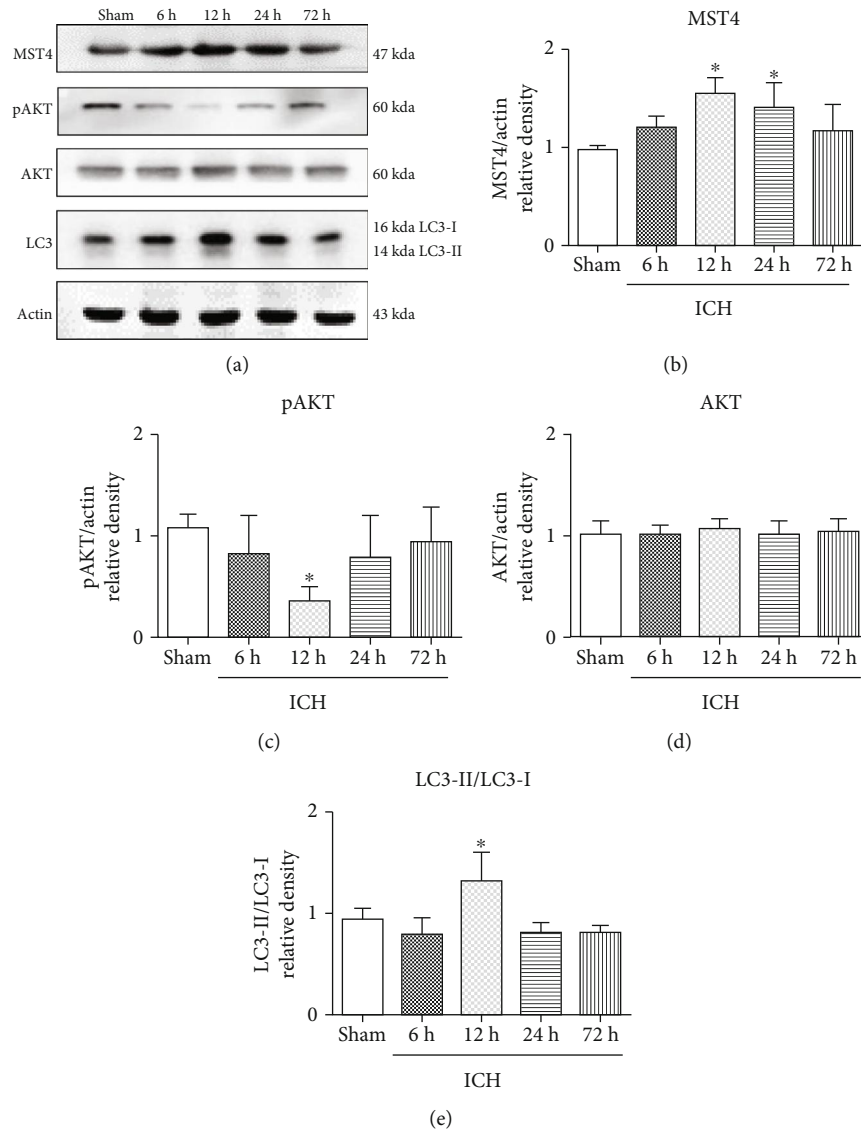 Sham 6 h 12 h 24 h 72 h
MST4 47 kda
pAKT 60 kda
AKT 60 kda
LC3 16 kda LC3-I
14 kda LC3-II
Actin 43 kda
(a)
MST4
MST4/actin
relative density
2
1
0
*
*
Sham 6 h 12 h 24 h 72 h
ICH
(b)
pAKT
pAKT/actin
relative density
2
1
0
*
Sham 6 h 12 h 24 h 72 h
ICH
(c)
AKT
AKT/actin
relative density
2
1
0
Sham 6 h 12 h 24 h 72 h
ICH
(d)
LC3-II/LC3-I
LC3-II/LC3-I
relative density
2
1
0
*
Sham 6 h 12 h 24 h 72 h
ICH
(e)